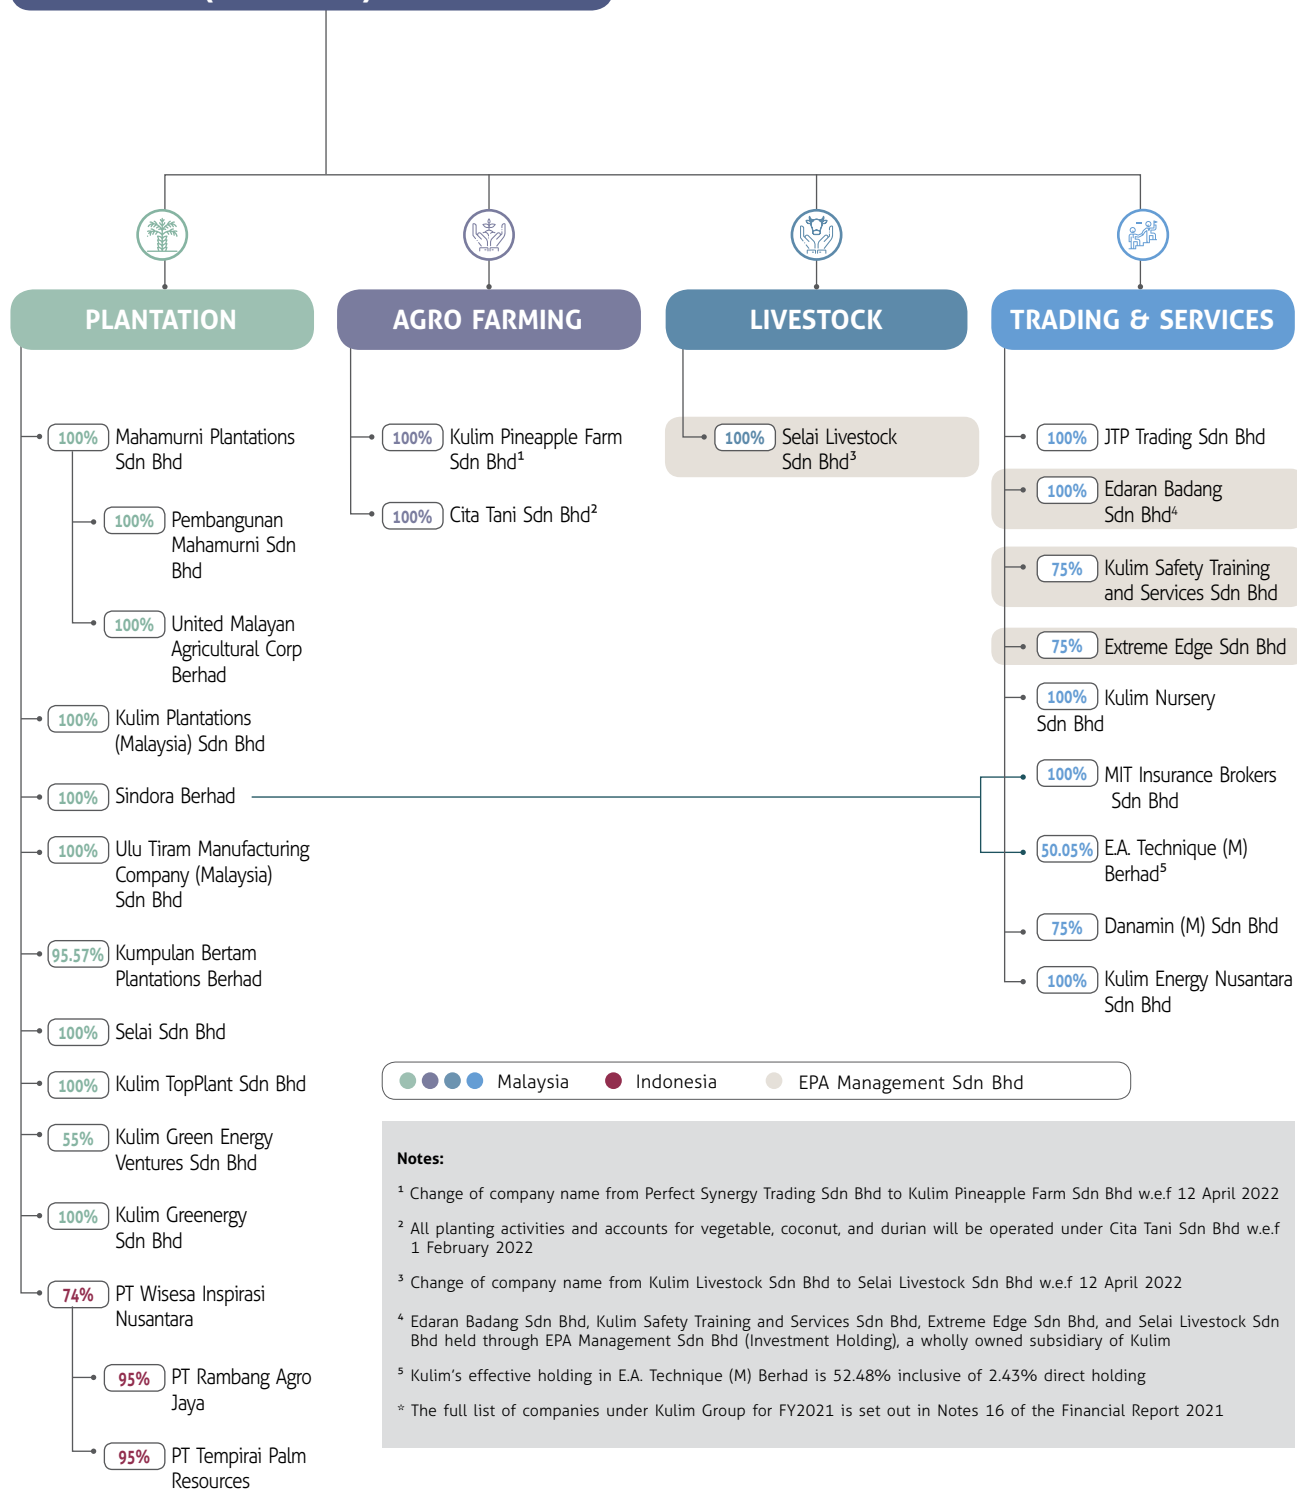 PLANTATION
AGRO FARMING
LIVESTOCK
TRADING & SERVICES
100% Mahamurni Plantations
Sdn Bhd
100% Pembangunan
Mahamurni Sdn
Bhd
100% United Malayan
Agricultural Corp
Berhad
100% Kulim Plantations
(Malaysia) Sdn Bhd
100% Sindora Berhad
100% Ulu Tiram Manufacturing
Company (Malaysia)
Sdn Bhd
95.57% Kumpulan Bertam
Plantations Berhad
100% Selai Sdn Bhd
100% Kulim TopPlant Sdn Bhd
55% Kulim Green Energy
Ventures Sdn Bhd
100% Kulim Greenergy
Sdn Bhd
74% PT Wisesa Inspirasi
Nusantara
95% PT Rambang Agro
Jaya
95% PT Tempirai Palm
Resources
100% Kulim Pineapple Farm
Sdn Bhd¹
100% Cita Tani Sdn Bhd²
100% Selai Livestock
Sdn Bhd³
100% JTP Trading Sdn Bhd
100% Edaran Badang
Sdn Bhd⁴
75% Kulim Safety Training
and Services Sdn Bhd
75% Extreme Edge Sdn Bhd
100% Kulim Nursery
Sdn Bhd
100% MIT Insurance Brokers
Sdn Bhd
50.05% E.A. Technique (M)
Berhad⁵
75% Danamin (M) Sdn Bhd
100% Kulim Energy Nusantara
Sdn Bhd
Malaysia Indonesia EPA Management Sdn Bhd
Notes:
¹ Change of company name from Perfect Synergy Trading Sdn Bhd to Kulim Pineapple Farm Sdn Bhd w.e.f 12 April 2022
² All planting activities and accounts for vegetable, coconut, and durian will be operated under Cita Tani Sdn Bhd w.e.f
1 February 2022
³ Change of company name from Kulim Livestock Sdn Bhd to Selai Livestock Sdn Bhd w.e.f 12 April 2022
⁴ Edaran Badang Sdn Bhd, Kulim Safety Training and Services Sdn Bhd, Extreme Edge Sdn Bhd, and Selai Livestock Sdn
Bhd held through EPA Management Sdn Bhd (Investment Holding), a wholly owned subsidiary of Kulim
⁵ Kulim's effective holding in E.A. Technique (M) Berhad is 52.48% inclusive of 2.43% direct holding
* The full list of companies under Kulim Group for FY2021 is set out in Notes 16 of the Financial Report 2021